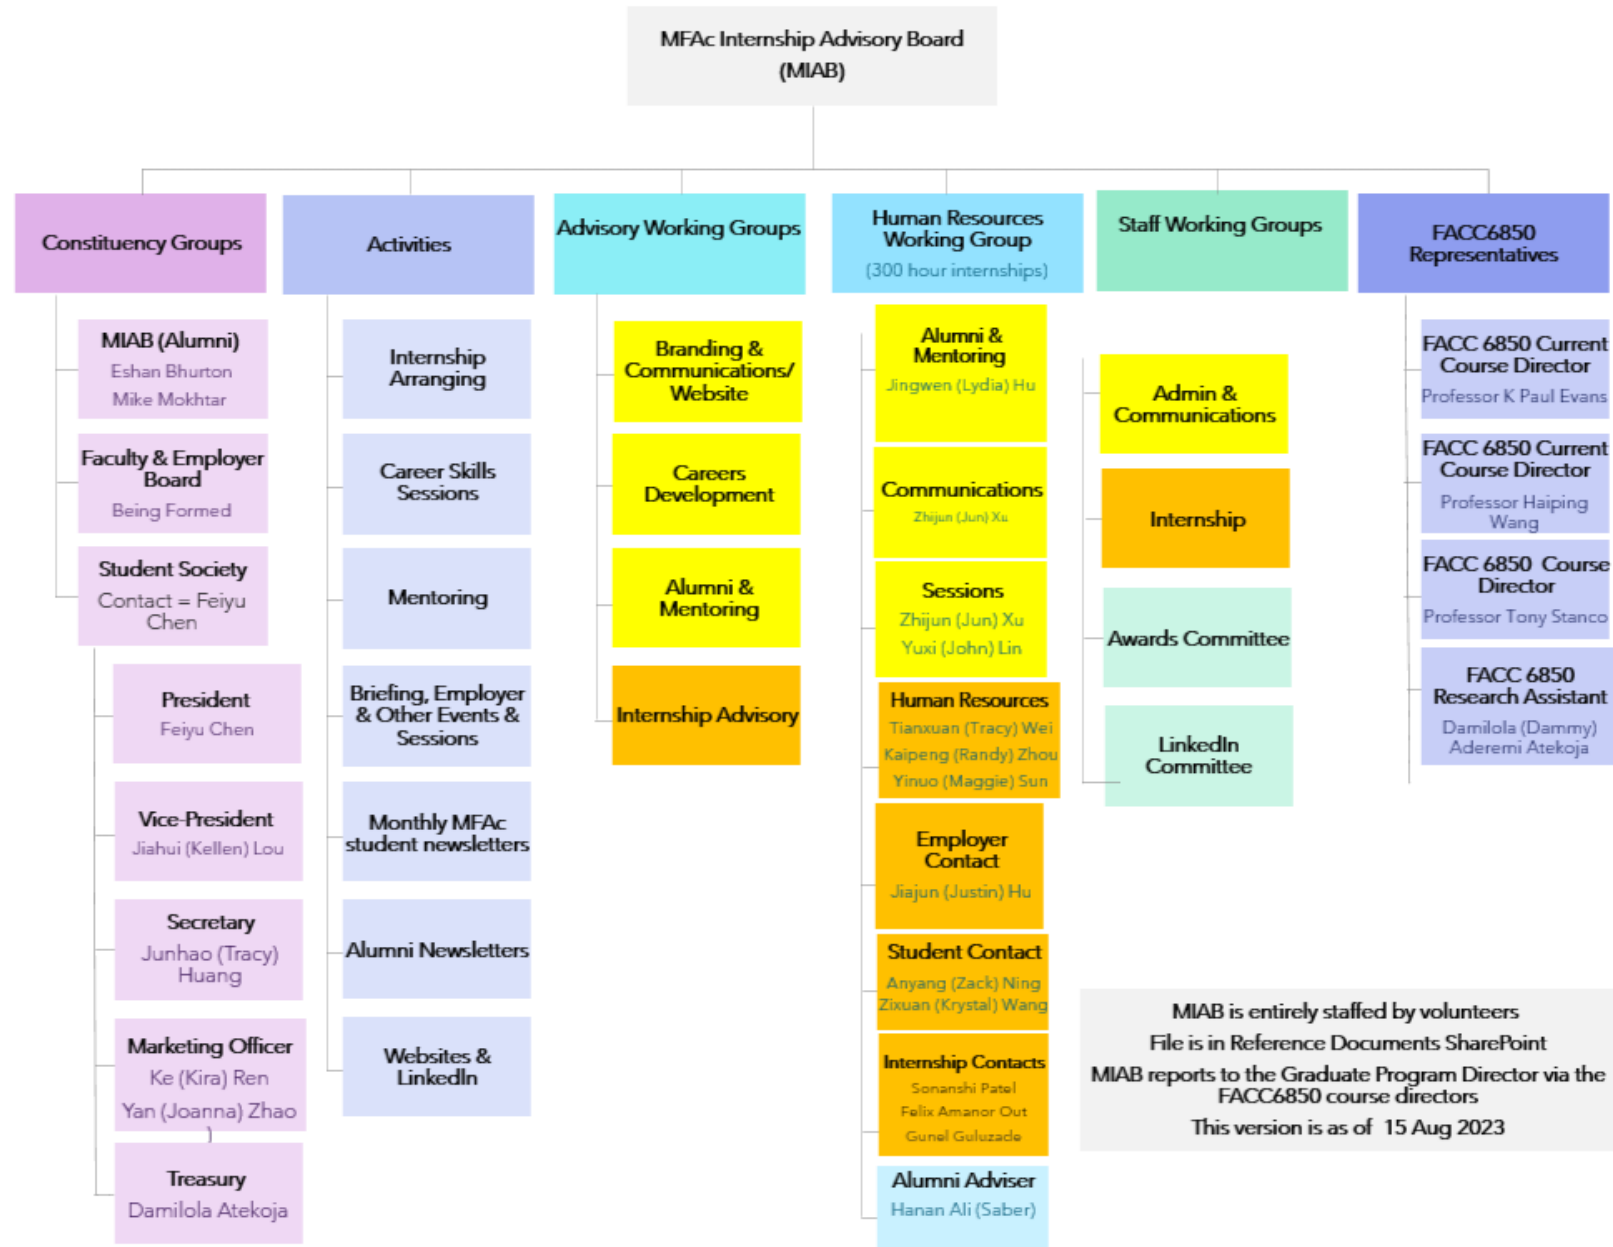 MFAc Internship Advisory Board
(MIAB)
Constituency Groups
MIAB (Alumni)
Eshan Bhurton
Mike Mokhtar
Faculty & Employer
Board
Being Formed
Student Society
Contact = Feiyu
Chen
President
Feiyu Chen
Vice-President
Jiahui (Kellen) Lou
Secretary
Junhao (Tracy)
Huang
Marketing Officer
Ke (Kira) Ren
Yan (Joanna) Zhao
)
Treasury
Damilola Atekoja
Activities
Internship
Arranging
Career Skills
Sessions
Mentoring
Briefing, Employer
& Other Events &
Sessions
Monthly MFAc
student newsletters
Alumni Newsletters
Websites &
LinkedIn
Advisory Working Groups
Branding &
Communications/
Website
Careers
Development
Alumni &
Mentoring
Internship Advisory
Human Resources
Working Group
(300 hour internships)
Alumni &
Mentoring
Jingwen (Lydia) Hu
Communications
Zhijun (Jun) Xu
Sessions
Zhijun (Jun) Xu
Yuxi (John) Lin
Human Resources
Tianxuan (Tracy) Wei
Kaipeng (Randy) Zhou
Yinuo (Maggie) Sun
Employer
Contact
Jiajun (Justin) Hu
Student Contact
Anyang (Zack) Ning
Zixuan (Krystal) Wang
Internship Contacts
Sonanshi Patel
Felix Amanor Out
Gunel Guluzade
Alumni Adviser
Hanan Ali (Saber)
Staff Working Groups
Admin &
Communications
Internship
Awards Committee
LinkedIn
Committee
FACC6850
Representatives
FACC 6850 Current
Course Director
Professor K Paul Evans
FACC 6850 Current
Course Director
Professor Haiping
Wang
FACC 6850 Course
Director
Professor Tony Stanco
FACC 6850
Research Assistant
Damilola (Dammy)
Aderemi Atekoja
MIAB is entirely staffed by volunteers
File is in Reference Documents SharePoint
MIAB reports to the Graduate Program Director via the
FACC6850 course directors
This version is as of 15 Aug 2023